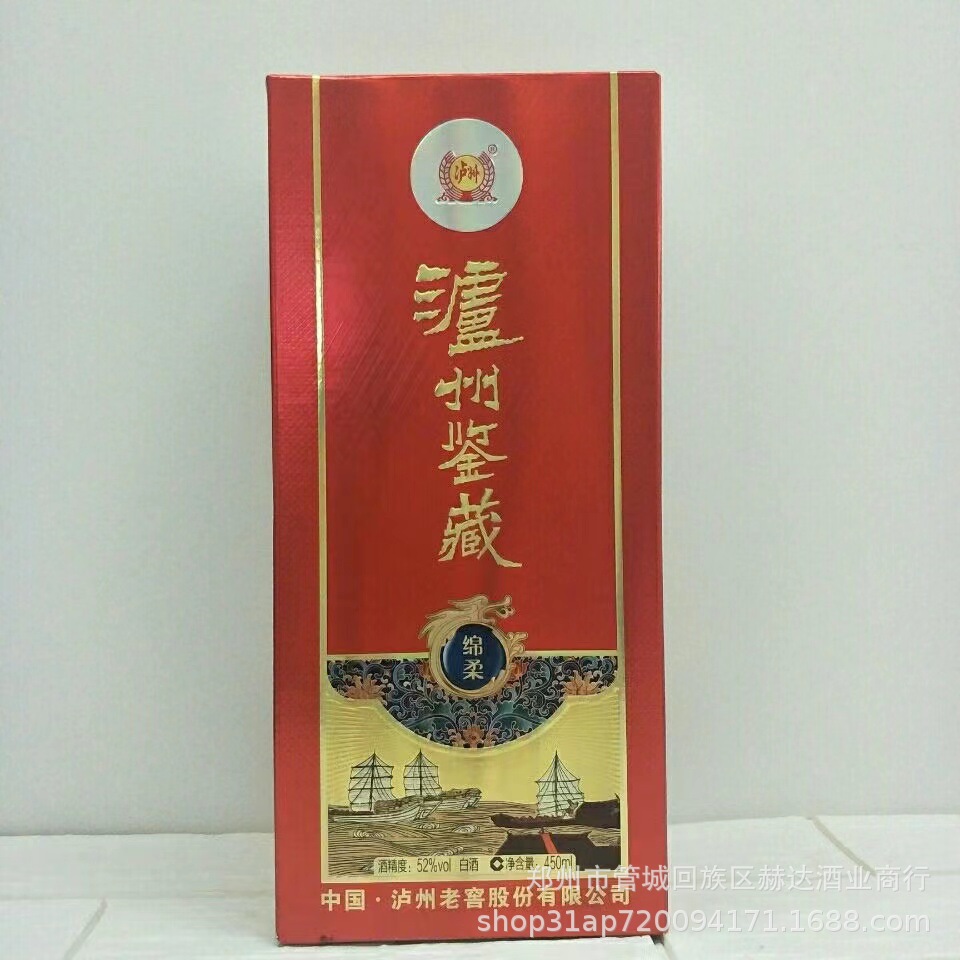 泸州
泸州鉴藏
绵柔
酒精度：52%vol 白酒 净含量：450ml
中国·泸州老窖股份有限公司
郑州市管城回族区赫达酒业商行
shop31ap720094171.1688.com